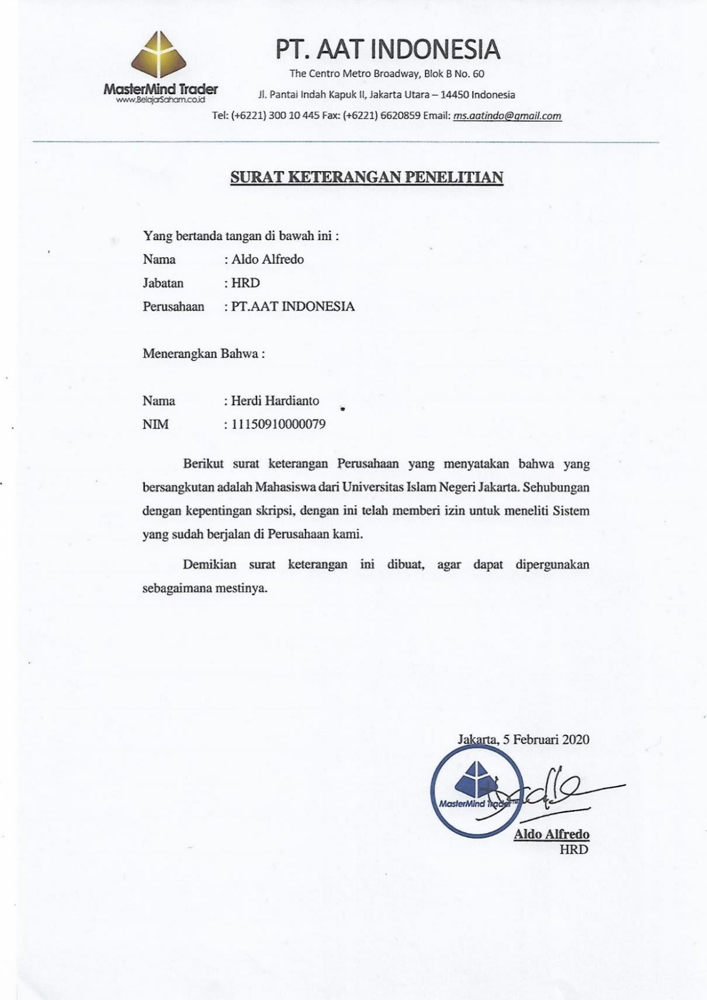 MasterMind Trader
www.BelajarSaham.co.id
PT. AAT INDONESIA
The Centro Metro Broadway, Blok B No. 60
Jl. Pantai Indah Kapuk II, Jakarta Utara – 14450 Indonesia
Tel: (+6221) 300 10 445 Fax: (+6221) 6620859 Email: ms.aatindo@gmail.com
SURAT KETERANGAN PENELITIAN
Yang bertanda tangan di bawah ini :
Nama : Aldo Alfredo
Jabatan : HRD
Perusahaan : PT.AAT INDONESIA
Menerangkan Bahwa :
Nama : Herdi Hardianto
NIM : 11150910000079
Berikut surat keterangan Perusahaan yang menyatakan bahwa yang
bersangkutan adalah Mahasiswa dari Universitas Islam Negeri Jakarta. Sehubungan
dengan kepentingan skripsi, dengan ini telah memberi izin untuk meneliti Sistem
yang sudah berjalan di Perusahaan kami.
Demikian surat keterangan ini dibuat, agar dapat dipergunakan
sebagaimana mestinya.
Jakarta, 5 Februari 2020
MasterMind Trader™
Aldo Alfredo
HRD